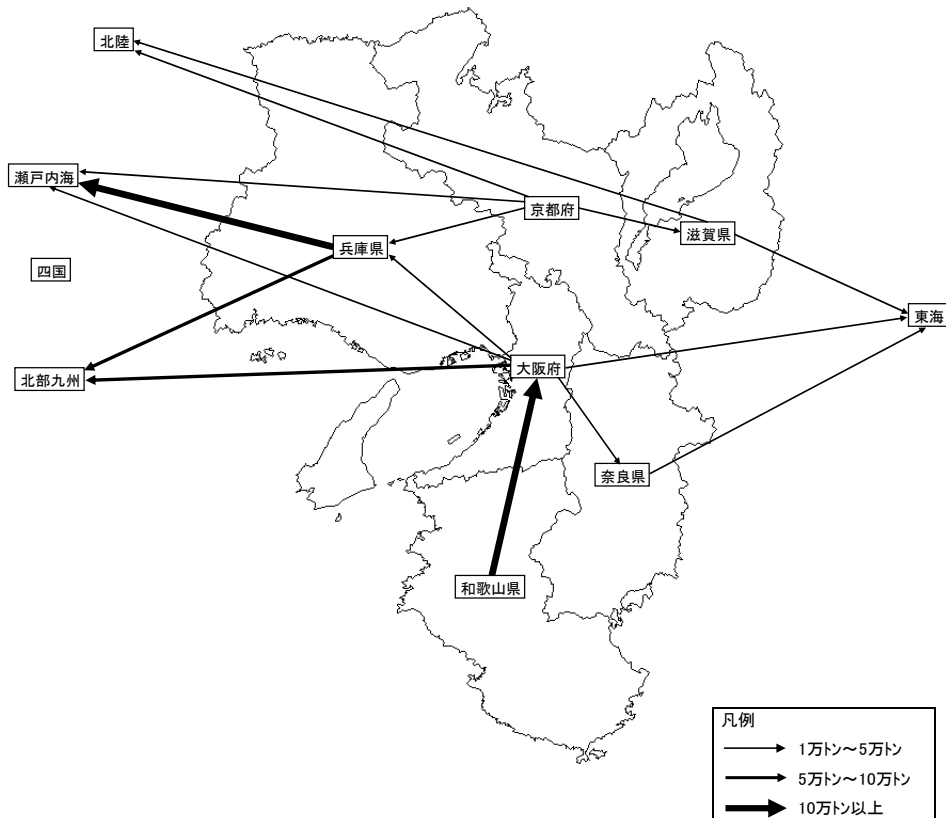 北陸
瀬戸内海
京都府
滋賀県
兵庫県
四国
東海
北部九州
大阪府
奈良県
和歌山県
凡例
1万トン～5万トン
5万トン～10万トン
10万トン以上